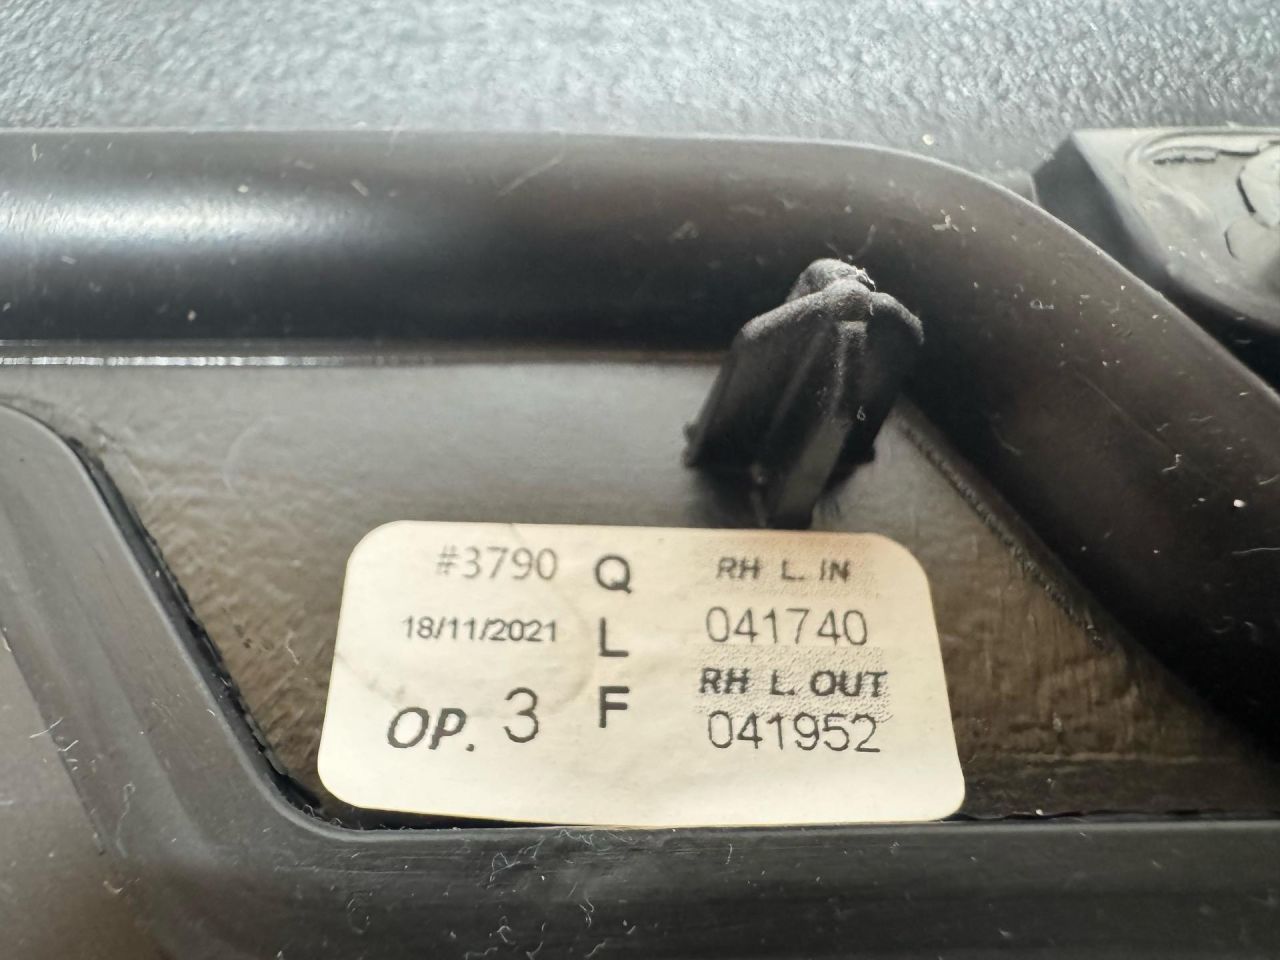 #3790 Q RH L. IN
18/11/2021 L 041740
RH L. OUT
OP. 3 F 041952